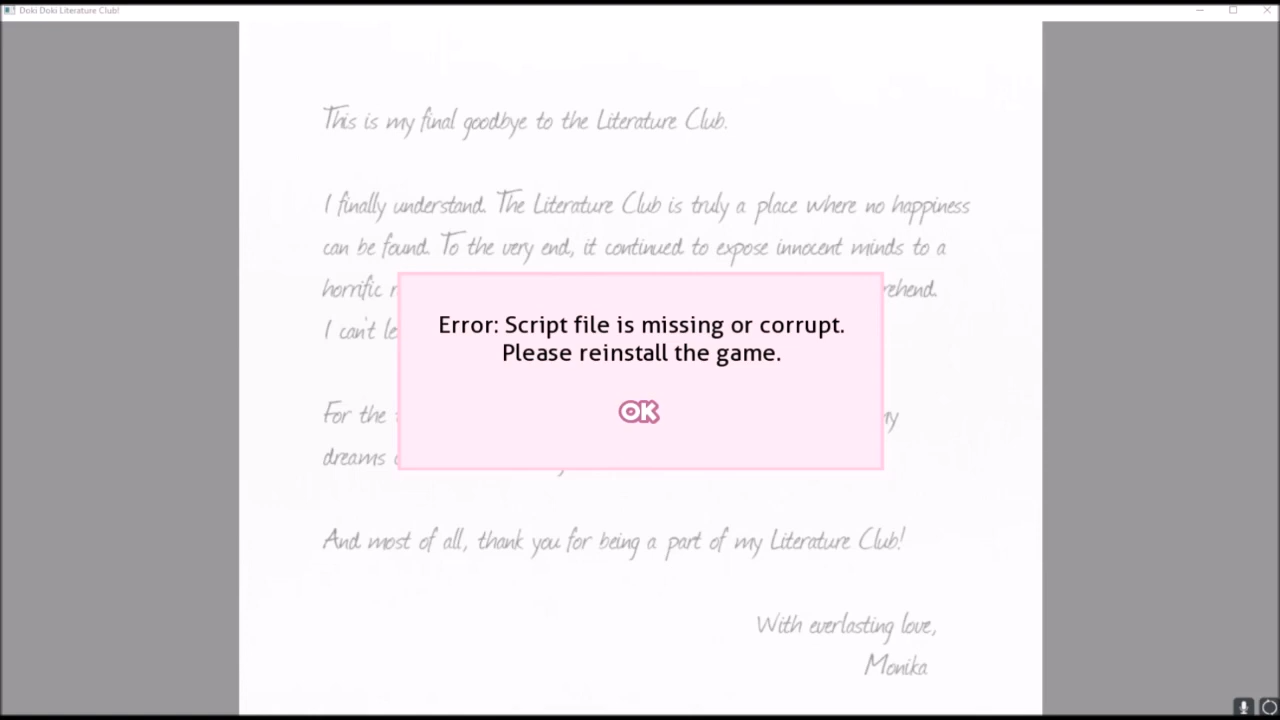 Doki Doki Literature Club!
This is my final goodbye to the Literature Club.
I finally understand. The Literature Club is truly a place where no happiness
can be found. To the very end, it continued to expose innocent minds to a
horrific
I can't
Error: Script file is missing or corrupt.
Please reinstall the game.
OK
For the
dreams
And most of all, thank you for being a part of my Literature Club!
With everlasting love,
Monika